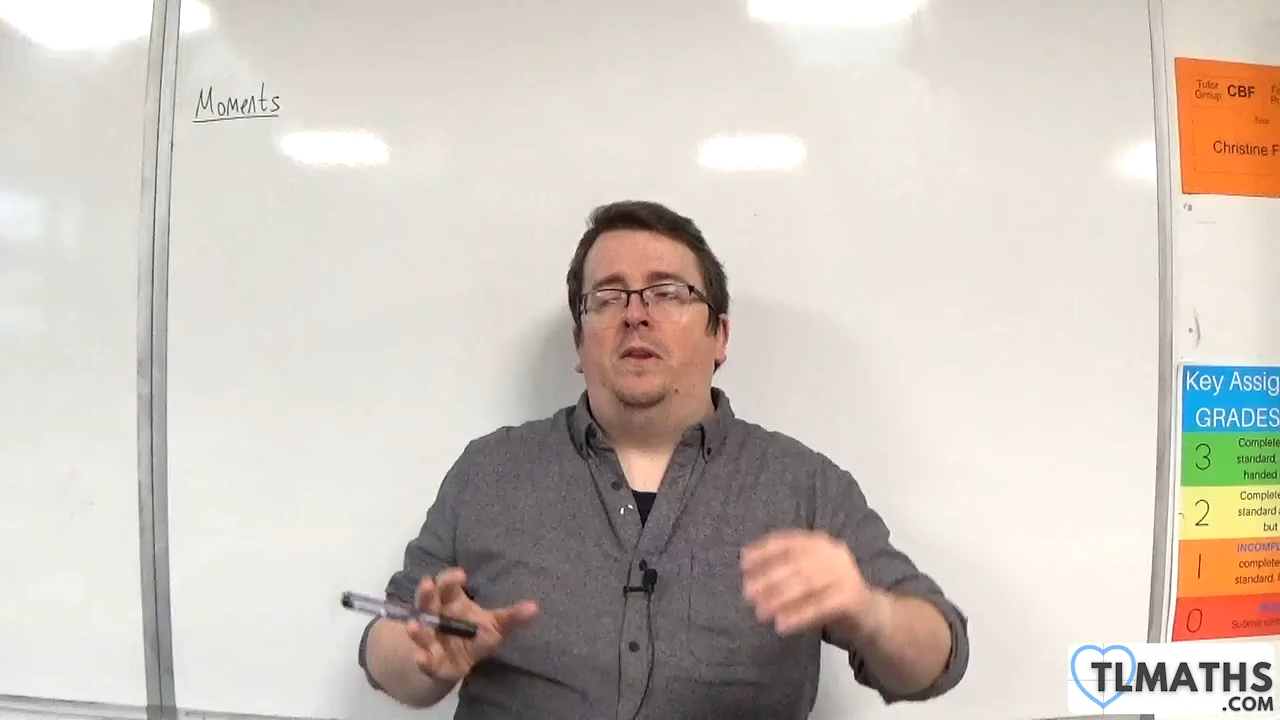 Moments
Tutor
Group
CBF
Christine F
Key Assig
GRADES
3
Complete
standard,
handed
2
Complete
standard
but
INCOMPL
1
complete
standard.
0
Submit
TLMATHS
.COM